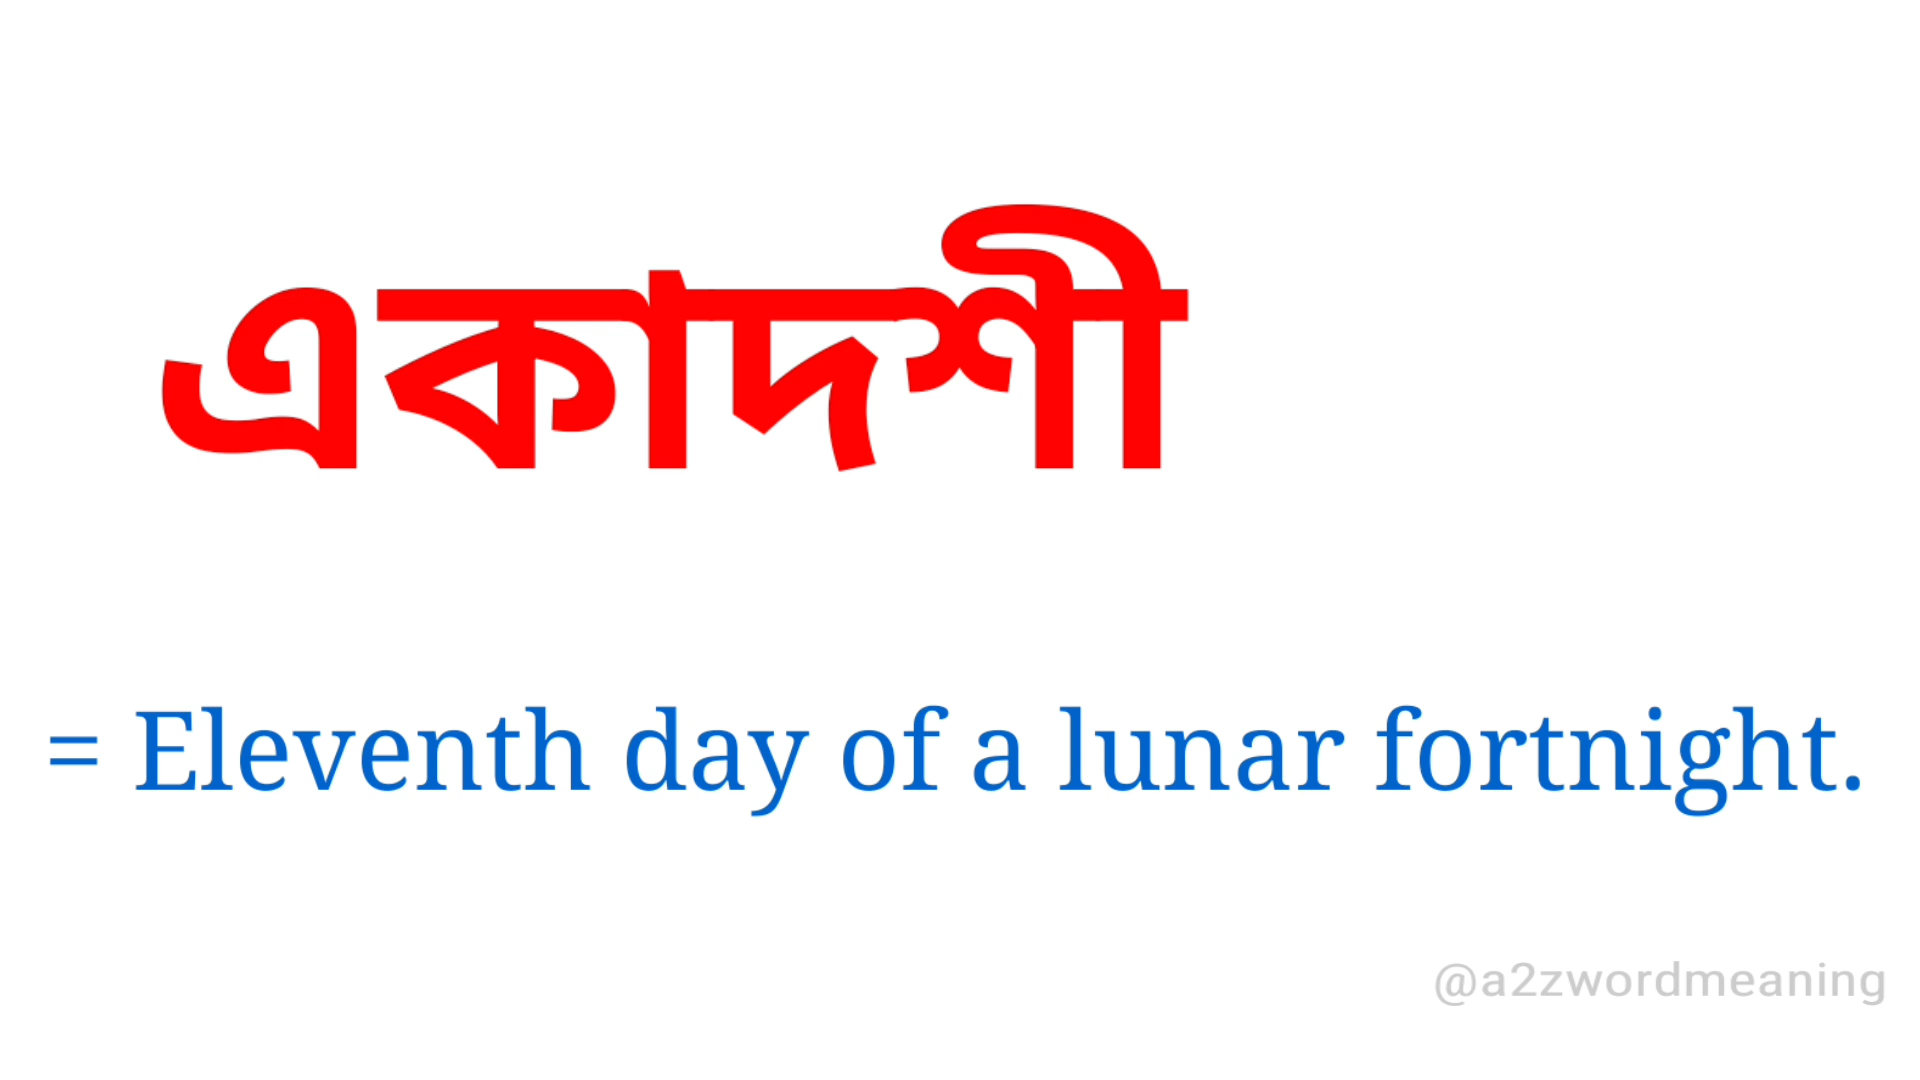 একাদশী
= Eleventh day of a lunar fortnight.
@a2zwordmeaning